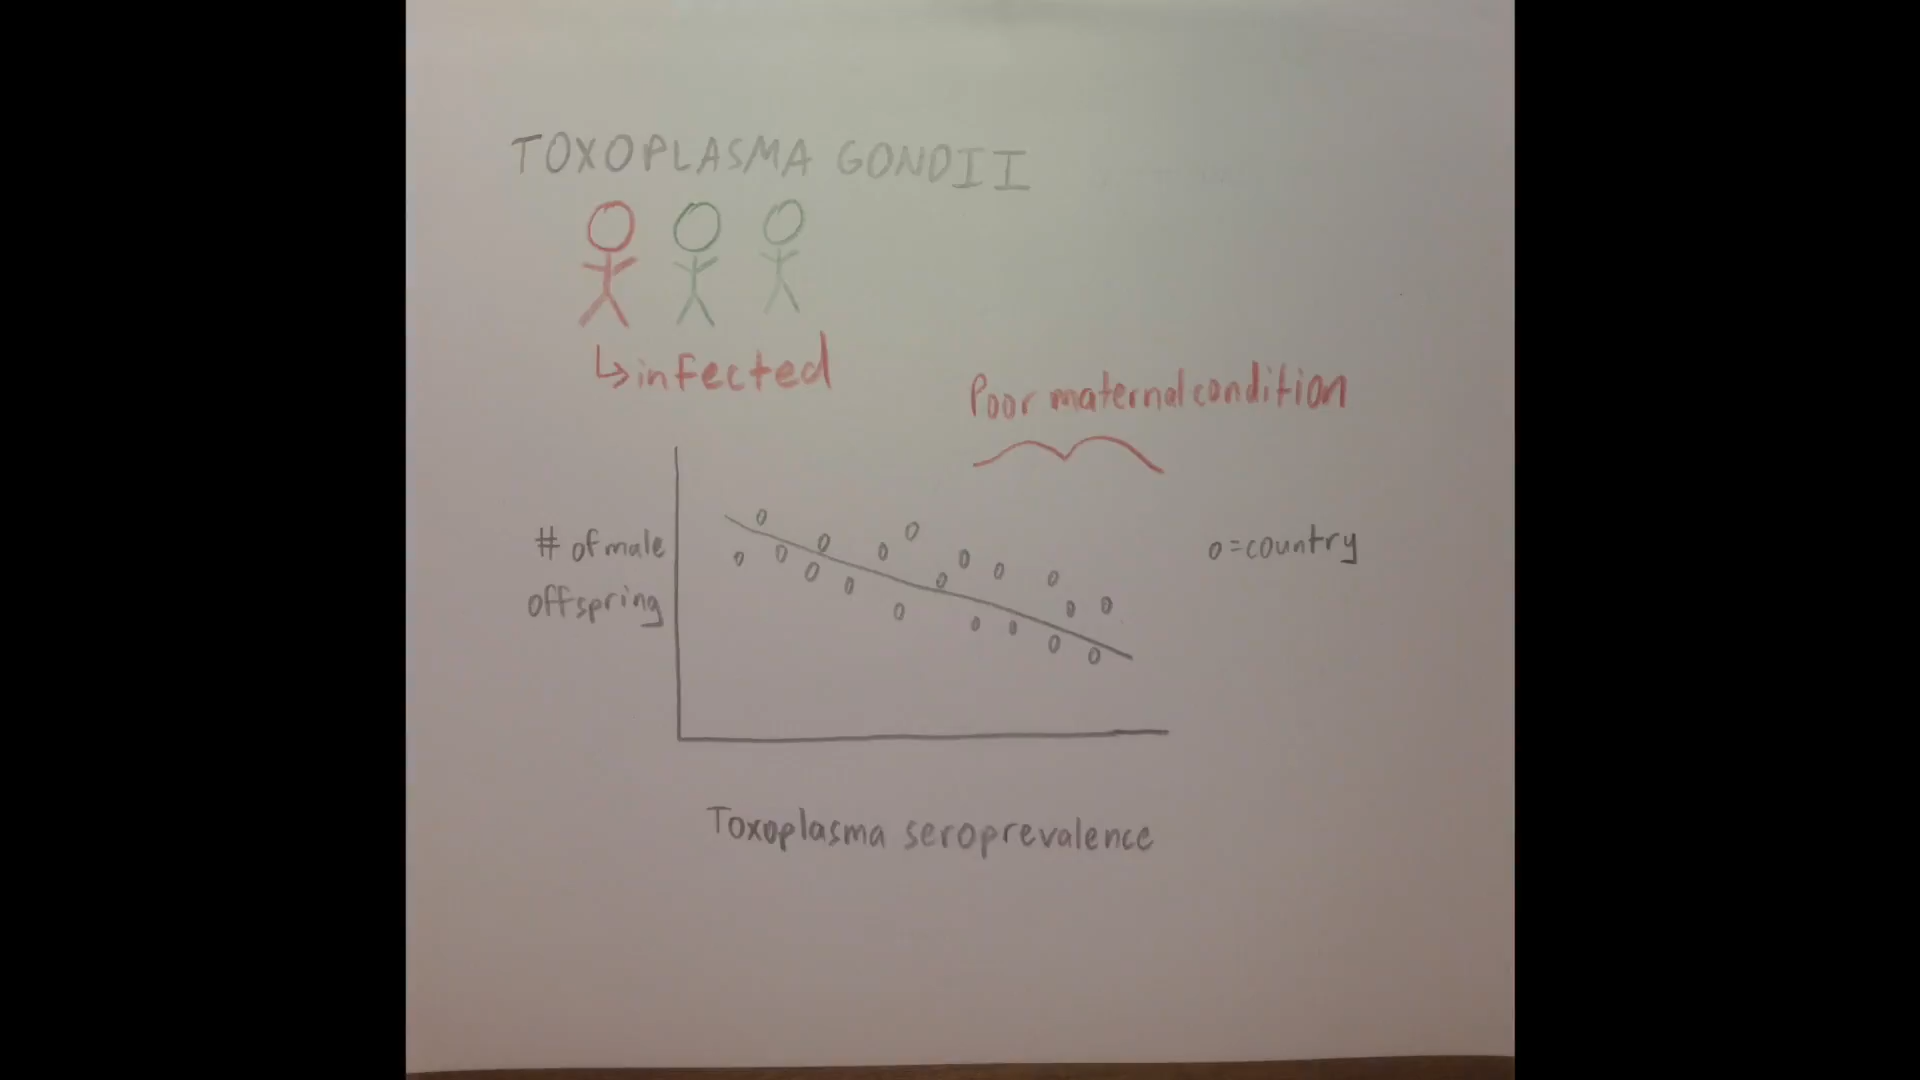 TOXOPLASMA GONDII
↳infected
Poor maternal condition
# of male
offspring
o=country
Toxoplasma seroprevalence